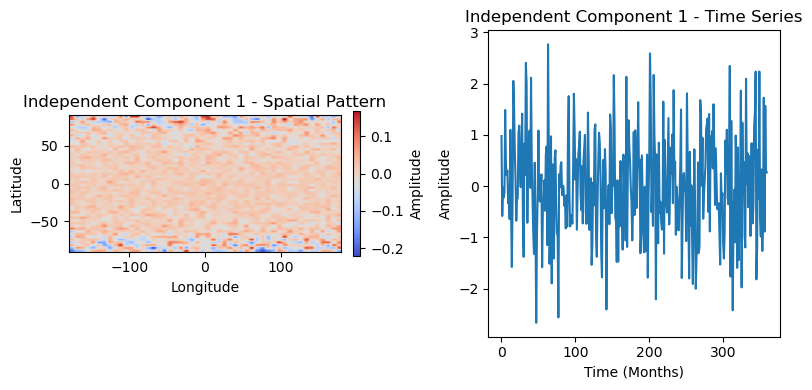 Independent Component 1 - Spatial Pattern
50
0
−50
Latitude
−100
0
100
Longitude
0.1
0.0
−0.1
−0.2
Amplitude
Independent Component 1 - Time Series
3
2
1
0
−1
−2
Amplitude
0
100
200
300
Time (Months)